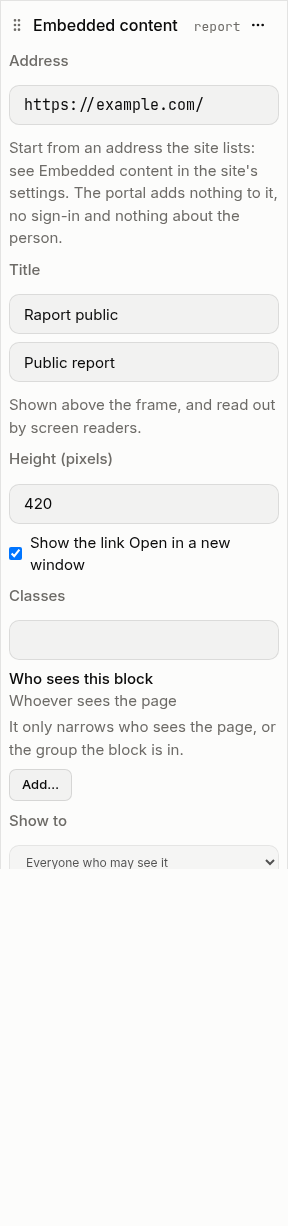 Embedded content report
Address
https://example.com/
Start from an address the site lists:
see Embedded content in the site's
settings. The portal adds nothing to it,
no sign-in and nothing about the
person.
Title
Raport public
Public report
Shown above the frame, and read out
by screen readers.
Height (pixels)
420
Show the link Open in a new
window
Classes
Who sees this block
Whoever sees the page
It only narrows who sees the page, or
the group the block is in.
Add...
Show to
Everyone who may see it